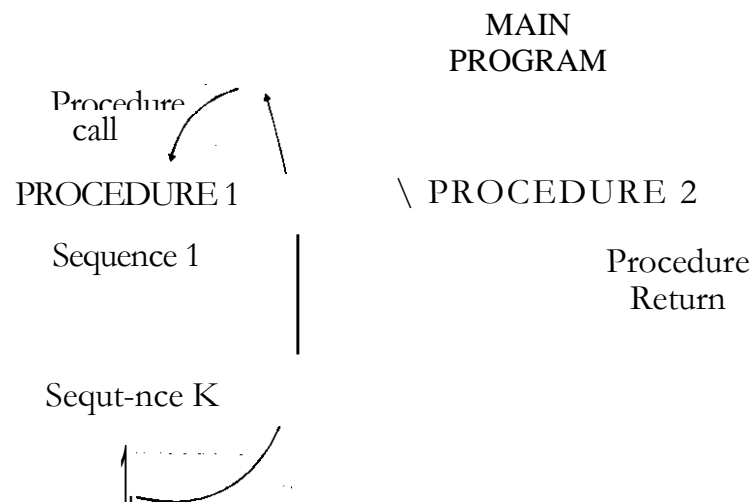 MAIN
PROGRAM
Procedure
call
PROCEDURE 1
\ PROCEDURE 2
Sequence 1
Procedure
Return
Sequt-nce K